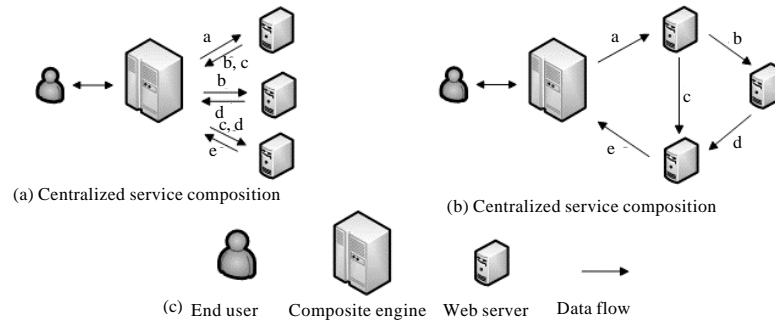 a
b, c
b
d
c, d
e
(a) Centralized service composition
a
b
c
d
e
(b) Centralized service composition
(c) End user Composite engine Web server Data flow